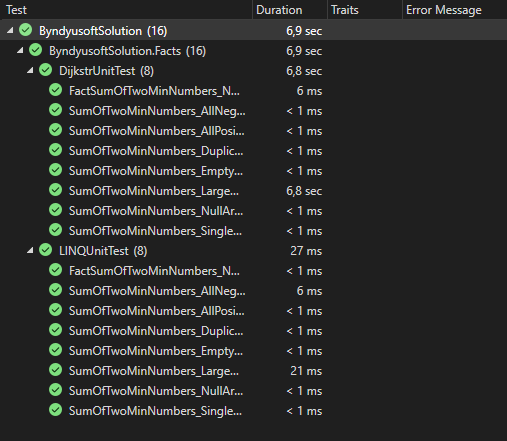 Test Duration Traits Error Message
ByndyusoftSolution (16) 6,9 sec
ByndyusoftSolution.Facts (16) 6,9 sec
DijkstrUnitTest (8) 6,8 sec
FactSumOfTwoMinNumbers_N... 6 ms
SumOfTwoMinNumbers_AllNeg... < 1 ms
SumOfTwoMinNumbers_AllPosi... < 1 ms
SumOfTwoMinNumbers_Duplic... < 1 ms
SumOfTwoMinNumbers_Empty... < 1 ms
SumOfTwoMinNumbers_Large... 6,8 sec
SumOfTwoMinNumbers_NullAr... < 1 ms
SumOfTwoMinNumbers_Single... < 1 ms
LINQUnitTest (8) 27 ms
FactSumOfTwoMinNumbers_N... < 1 ms
SumOfTwoMinNumbers_AllNeg... 6 ms
SumOfTwoMinNumbers_AllPosi... < 1 ms
SumOfTwoMinNumbers_Duplic... < 1 ms
SumOfTwoMinNumbers_Empty... < 1 ms
SumOfTwoMinNumbers_Large... 21 ms
SumOfTwoMinNumbers_NullAr... < 1 ms
SumOfTwoMinNumbers_Single... < 1 ms